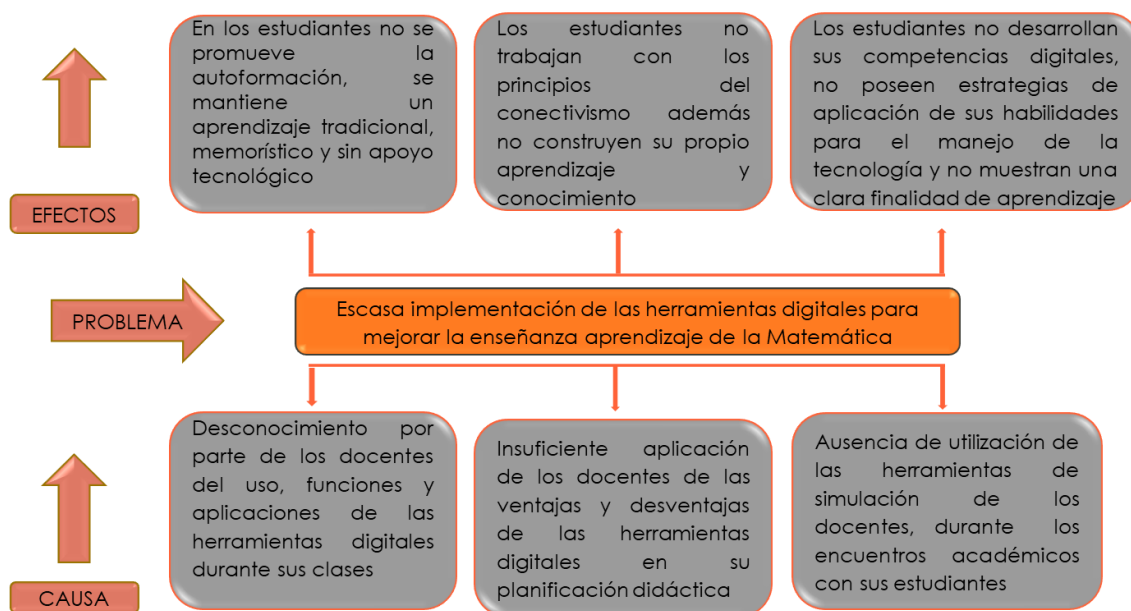 En los estudiantes no se
promueve la
autoformación, se
mantiene un
aprendizaje tradicional,
memorístico y sin apoyo
tecnológico
Los estudiantes no
trabajan con los
principios del
conectivismo además
no construyen su propio
aprendizaje y
conocimiento
Los estudiantes no desarrollan
sus competencias digitales,
no poseen estrategias de
aplicación de sus habilidades
para el manejo de la
tecnología y no muestran una
clara finalidad de aprendizaje
EFECTOS
PROBLEMA
Escasa implementación de las herramientas digitales para
mejorar la enseñanza aprendizaje de la Matemática
Desconocimiento por
parte de los docentes
del uso, funciones y
aplicaciones de las
herramientas digitales
durante sus clases
Insuficiente aplicación
de los docentes de las
ventajas y desventajas
de las herramientas
digitales en su
planificación didáctica
Ausencia de utilización de
las herramientas de
simulación de los
docentes, durante los
encuentros académicos
con sus estudiantes
CAUSA